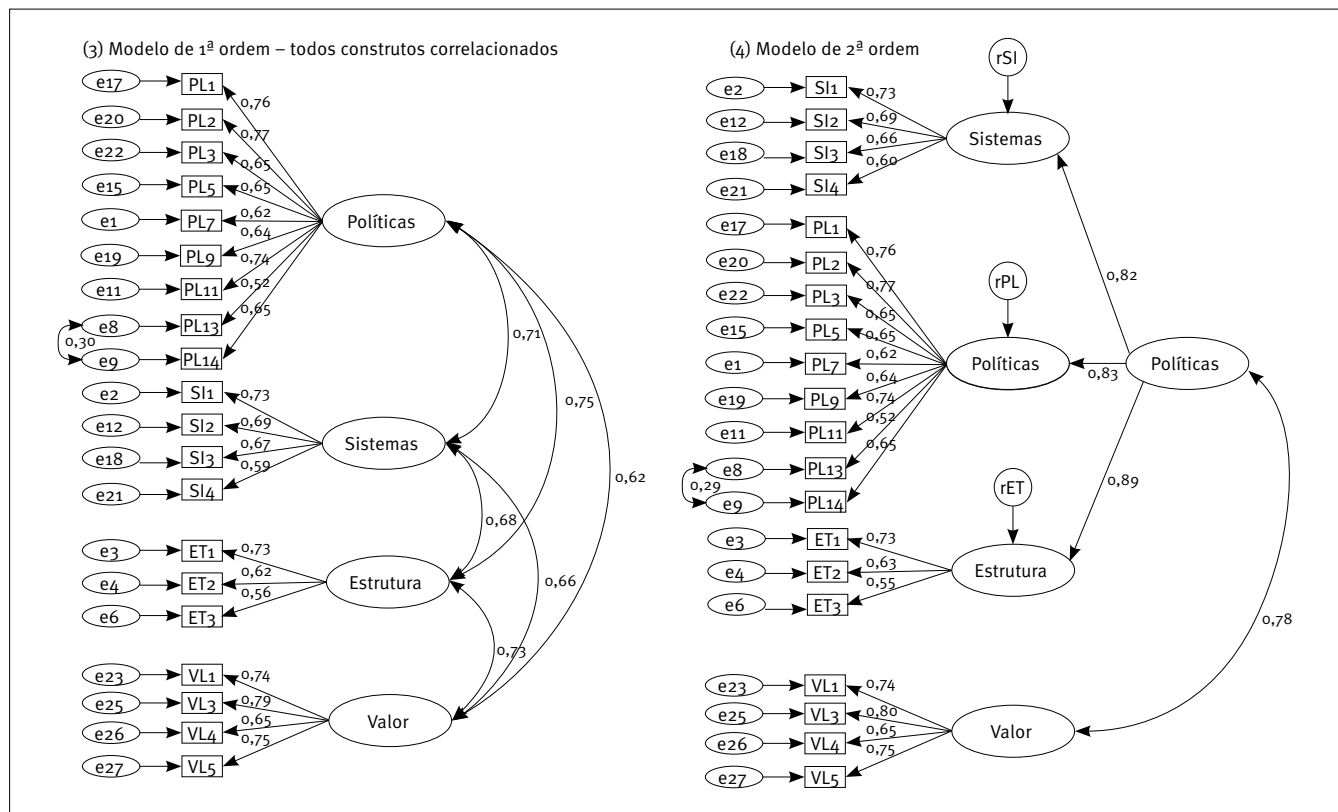 (3) Modelo de 1ª ordem – todos construtos correlacionados
e17 PL1
0,76
e20 PL2
0,77
e22 PL3
0,65
e15 PL5
0,65
e1 PL7
0,62
e19 PL9
0,64
e11 PL11
0,74
e8 PL13
0,52
e9 PL14
0,65
0,30
Políticas
e2 SI1
0,73
e12 SI2
0,69
e18 SI3
0,67
e21 SI4
0,59
Sistemas
e3 ET1
0,73
e4 ET2
0,62
e6 ET3
0,56
Estrutura
e23 VL1
0,74
e25 VL3
0,79
e26 VL4
0,65
e27 VL5
0,75
Valor
0,71
0,75
0,62
0,68
0,66
0,73
(4) Modelo de 2ª ordem
rSI
e2 SI1
0,73
e12 SI2
0,69
e18 SI3
0,66
e21 SI4
0,60
Sistemas
e17 PL1
0,76
e20 PL2
0,77
e22 PL3
0,65
e15 PL5
0,65
e1 PL7
0,62
e19 PL9
0,64
e11 PL11
0,74
e8 PL13
0,52
e9 PL14
0,65
0,29
rPL
Políticas
0,82
0,83
Políticas
0,89
rET
e3 ET1
0,73
e4 ET2
0,63
e6 ET3
0,55
Estrutura
0,78
e23 VL1
0,74
e25 VL3
0,80
e26 VL4
0,65
e27 VL5
0,75
Valor